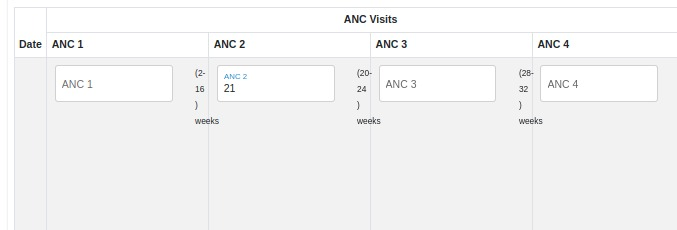 ANC Visits
Date ANC 1 ANC 2 ANC 3 ANC 4
ANC 1
(2-
16
)
weeks
ANC 2
21
(20-
24
)
weeks
ANC 3
(28-
32
)
weeks
ANC 4